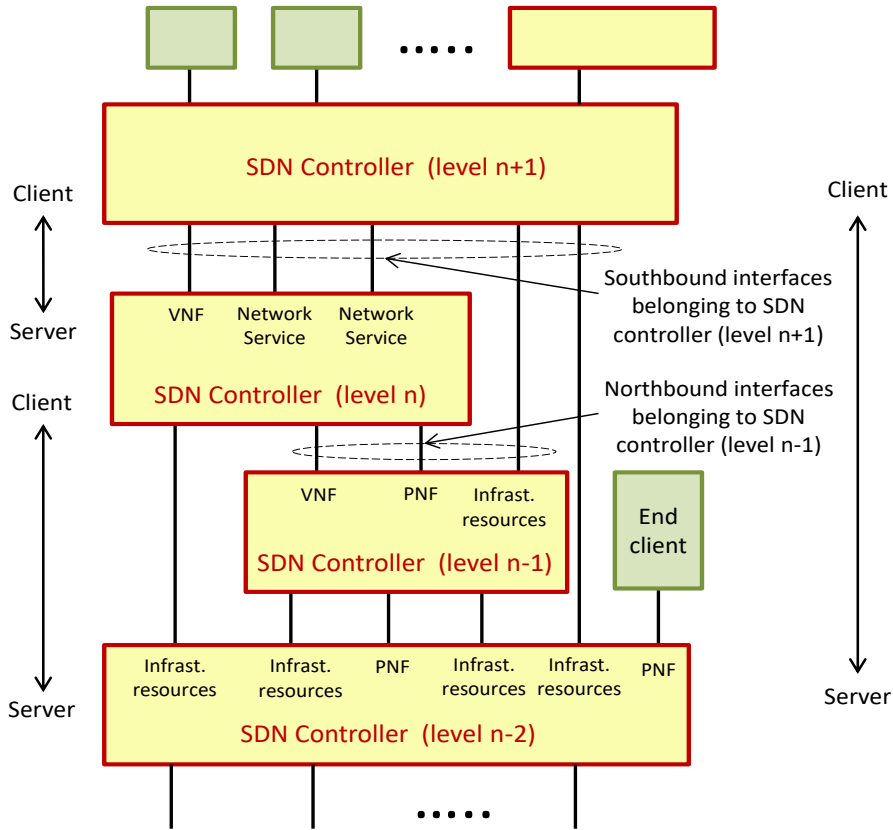 SDN Controller (level n+1)
Client
Server
Client
Southbound interfaces
belonging to SDN
controller (level n+1)
VNF
Network
Service
Network
Service
SDN Controller (level n)
Client
Server
Northbound interfaces
belonging to SDN
controller (level n-1)
VNF
PNF
Infrast.
resources
SDN Controller (level n-1)
End
client
Infrast.
resources
Infrast.
resources
PNF
Infrast.
resources
Infrast.
resources
PNF
SDN Controller (level n-2)
Server